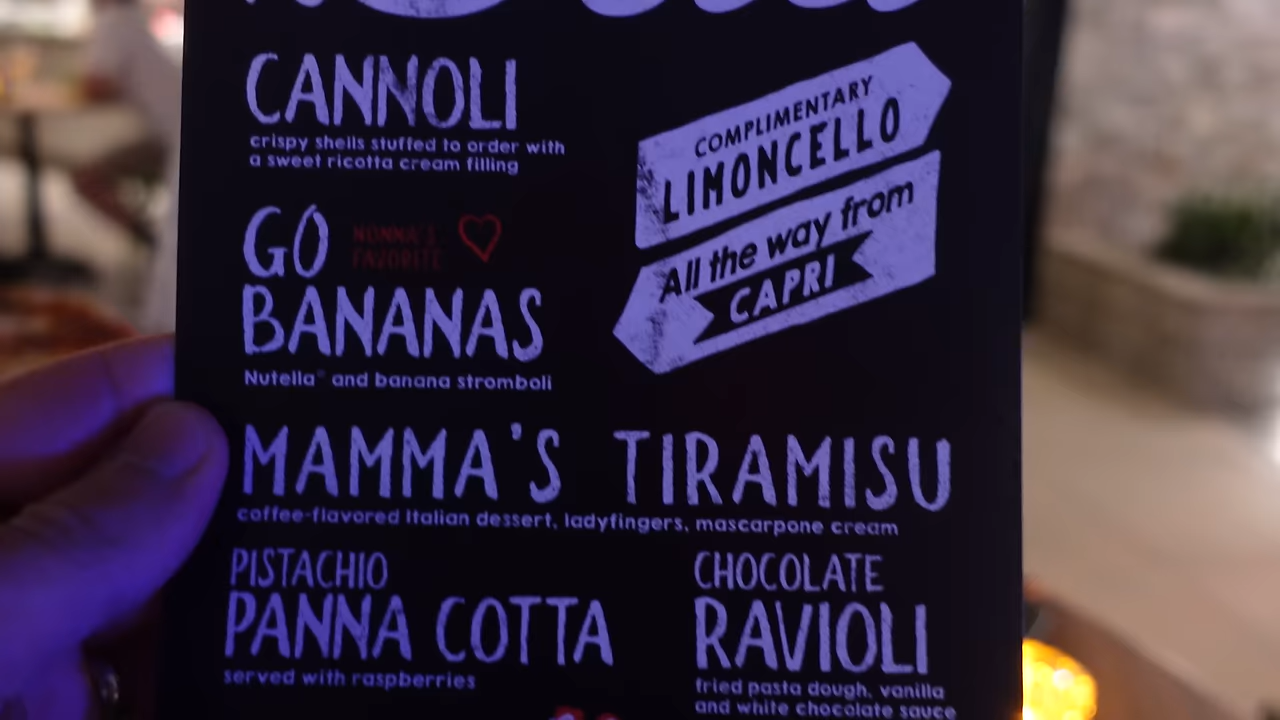 CANNOLI
crispy shells stuffed to order with
a sweet ricotta cream filling
COMPLIMENTARY
LIMONCELLO
All the way from
CAPRI
GO
NONNA'S
FAVORITE
BANANAS
Nutella® and banana stromboli
MAMMA'S TIRAMISU
coffee-flavored Italian dessert, ladyfingers, mascarpone cream
PISTACHIO
PANNA COTTA
served with raspberries
CHOCOLATE
RAVIOLI
fried pasta dough, vanilla
and white chocolate sauce